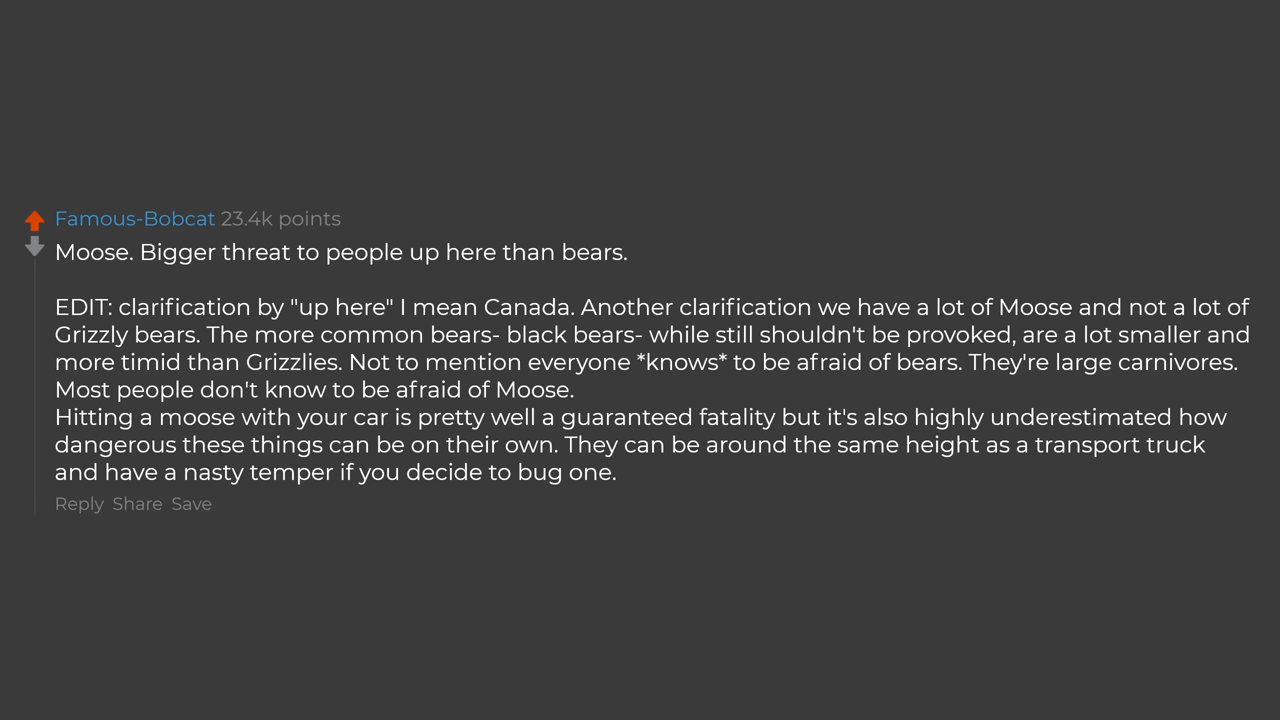 Famous-Bobcat 23.4k points
Moose. Bigger threat to people up here than bears.
EDIT: clarification by "up here" I mean Canada. Another clarification we have a lot of Moose and not a lot of
Grizzly bears. The more common bears- black bears- while still shouldn't be provoked, are a lot smaller and
more timid than Grizzlies. Not to mention everyone *knows* to be afraid of bears. They're large carnivores.
Most people don't know to be afraid of Moose.
Hitting a moose with your car is pretty well a guaranteed fatality but it's also highly underestimated how
dangerous these things can be on their own. They can be around the same height as a transport truck
and have a nasty temper if you decide to bug one.
Reply Share Save